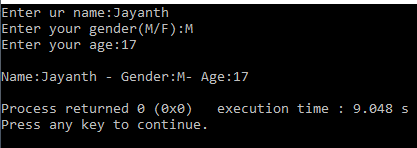 Enter ur name:Jayanth
Enter your gender(M/F):M
Enter your age:17
Name:Jayanth - Gender:M- Age:17
Process returned 0 (0x0)   execution time : 9.048 s
Press any key to continue.